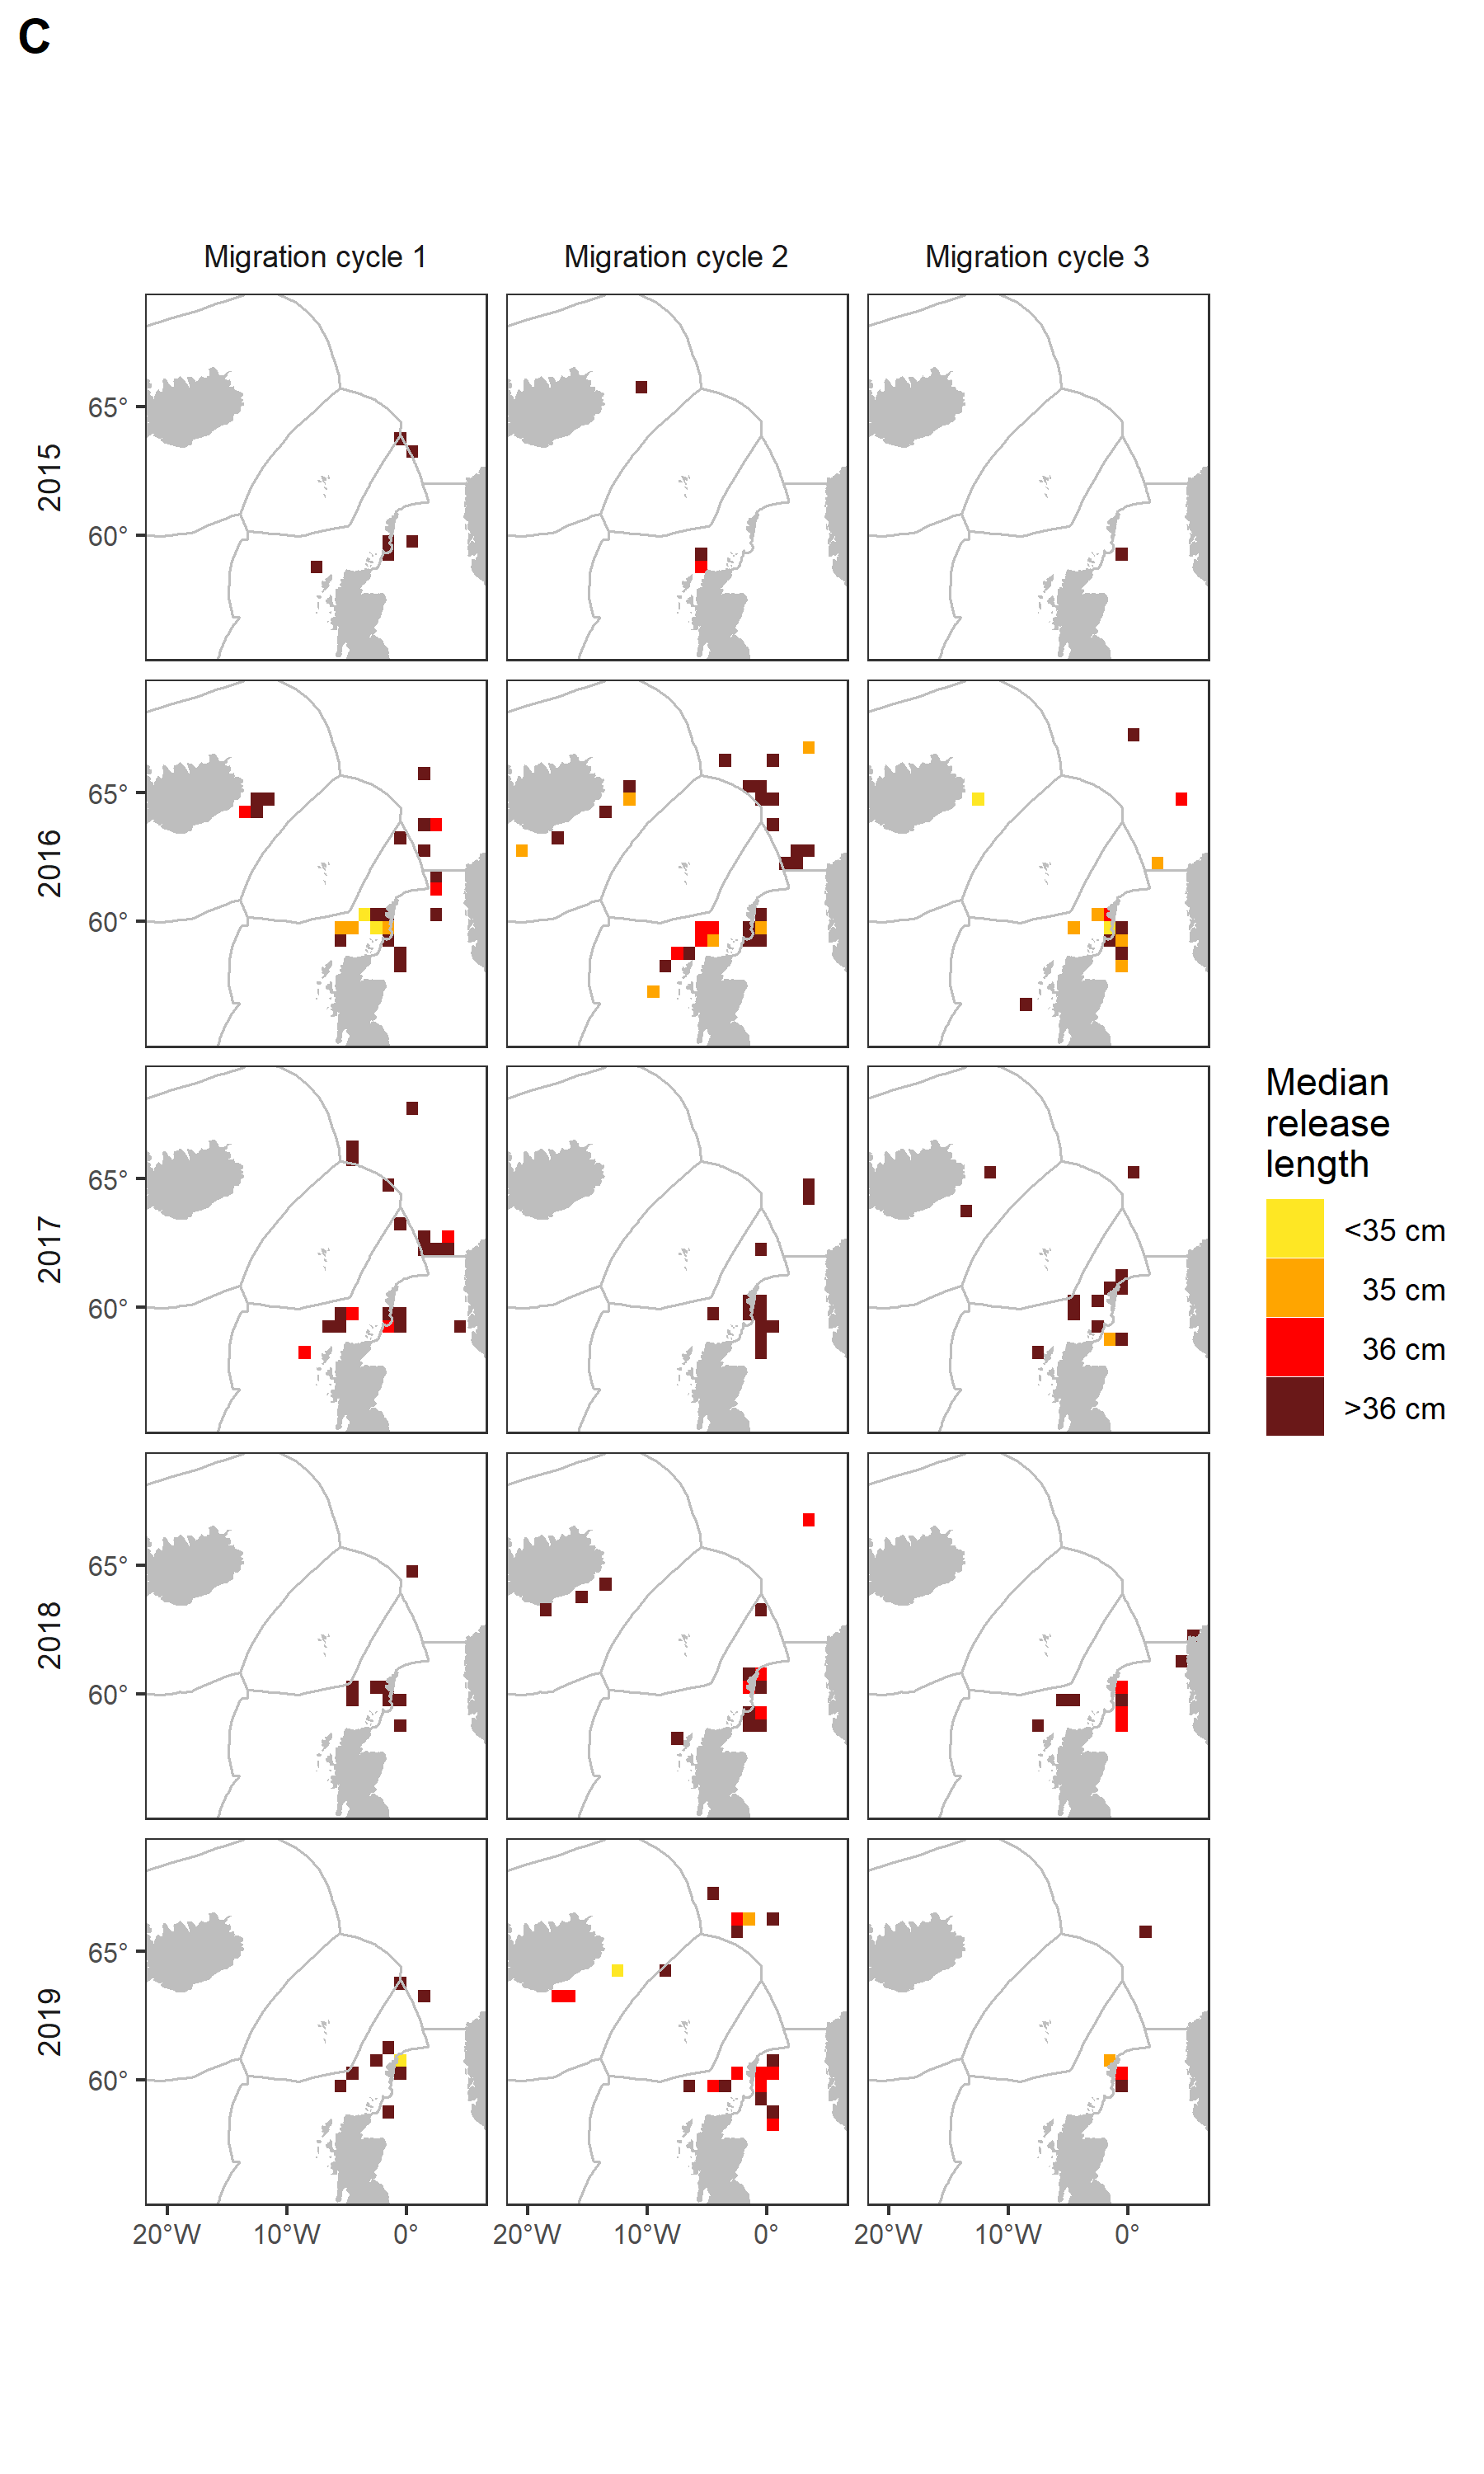 C
Migration cycle 1 Migration cycle 2 Migration cycle 3
65°
2015
60°
65°
2016
60°
65°
2017
60°
65°
2018
60°
65°
2019
60°
20°W 10°W 0° 20°W 10°W 0° 20°W 10°W 0°
Median
release
length
<35 cm
35 cm
36 cm
>36 cm